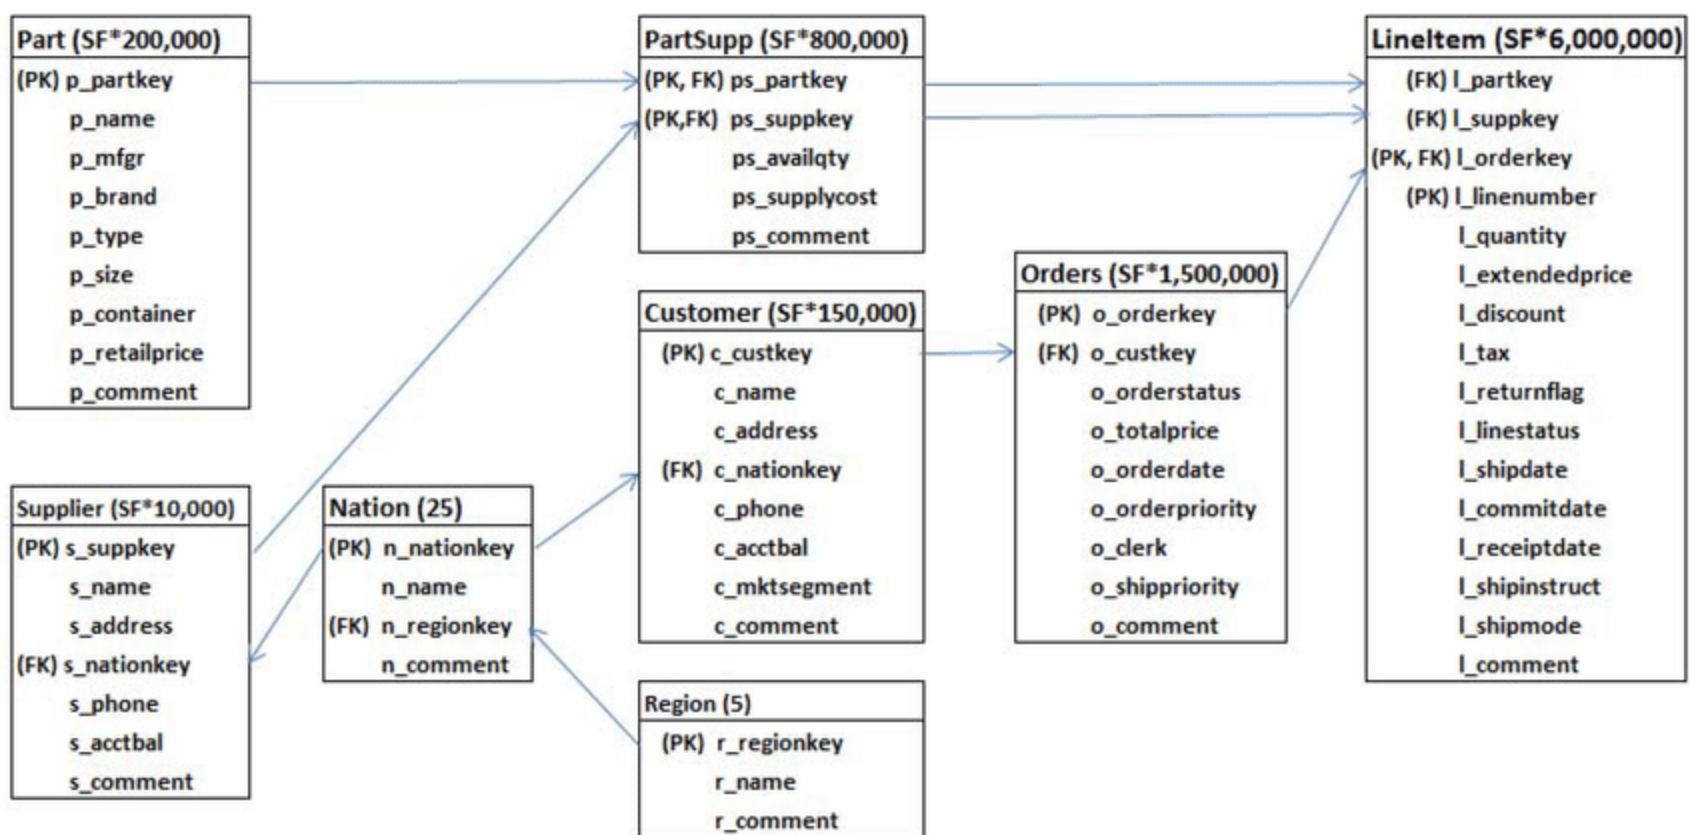 Part (SF*200,000)
(PK) p_partkey
p_name
p_mfgr
p_brand
p_type
p_size
p_container
p_retailprice
p_comment
Supplier (SF*10,000)
(PK) s_suppkey
s_name
s_address
(FK) s_nationkey
s_phone
s_acctbal
s_comment
Nation (25)
(PK) n_nationkey
n_name
(FK) n_regionkey
n_comment
PartSupp (SF*800,000)
(PK, FK) ps_partkey
(PK,FK) ps_suppkey
ps_availqty
ps_supplycost
ps_comment
Customer (SF*150,000)
(PK) c_custkey
c_name
c_address
(FK) c_nationkey
c_phone
c_acctbal
c_mktsegment
c_comment
Region (5)
(PK) r_regionkey
r_name
r_comment
Orders (SF*1,500,000)
(PK) o_orderkey
(FK) o_custkey
o_orderstatus
o_totalprice
o_orderdate
o_orderpriority
o_clerk
o_shippriority
o_comment
LineItem (SF*6,000,000)
(FK) l_partkey
(FK) l_suppkey
(PK, FK) l_orderkey
(PK) l_linenumber
l_quantity
l_extendedprice
l_discount
l_tax
l_returnflag
l_linestatus
l_shipdate
l_commitdate
l_receiptdate
l_shipinstruct
l_shipmode
l_comment